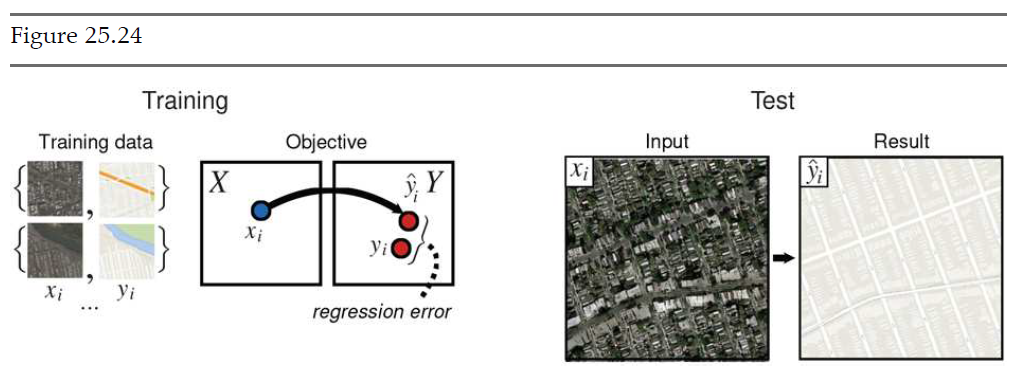 Figure 25.24
Training
Test
Training data
Objective
Input
Result
X
ŷi Y
xi
yi
xi
ŷi
xi
yi
...
regression error